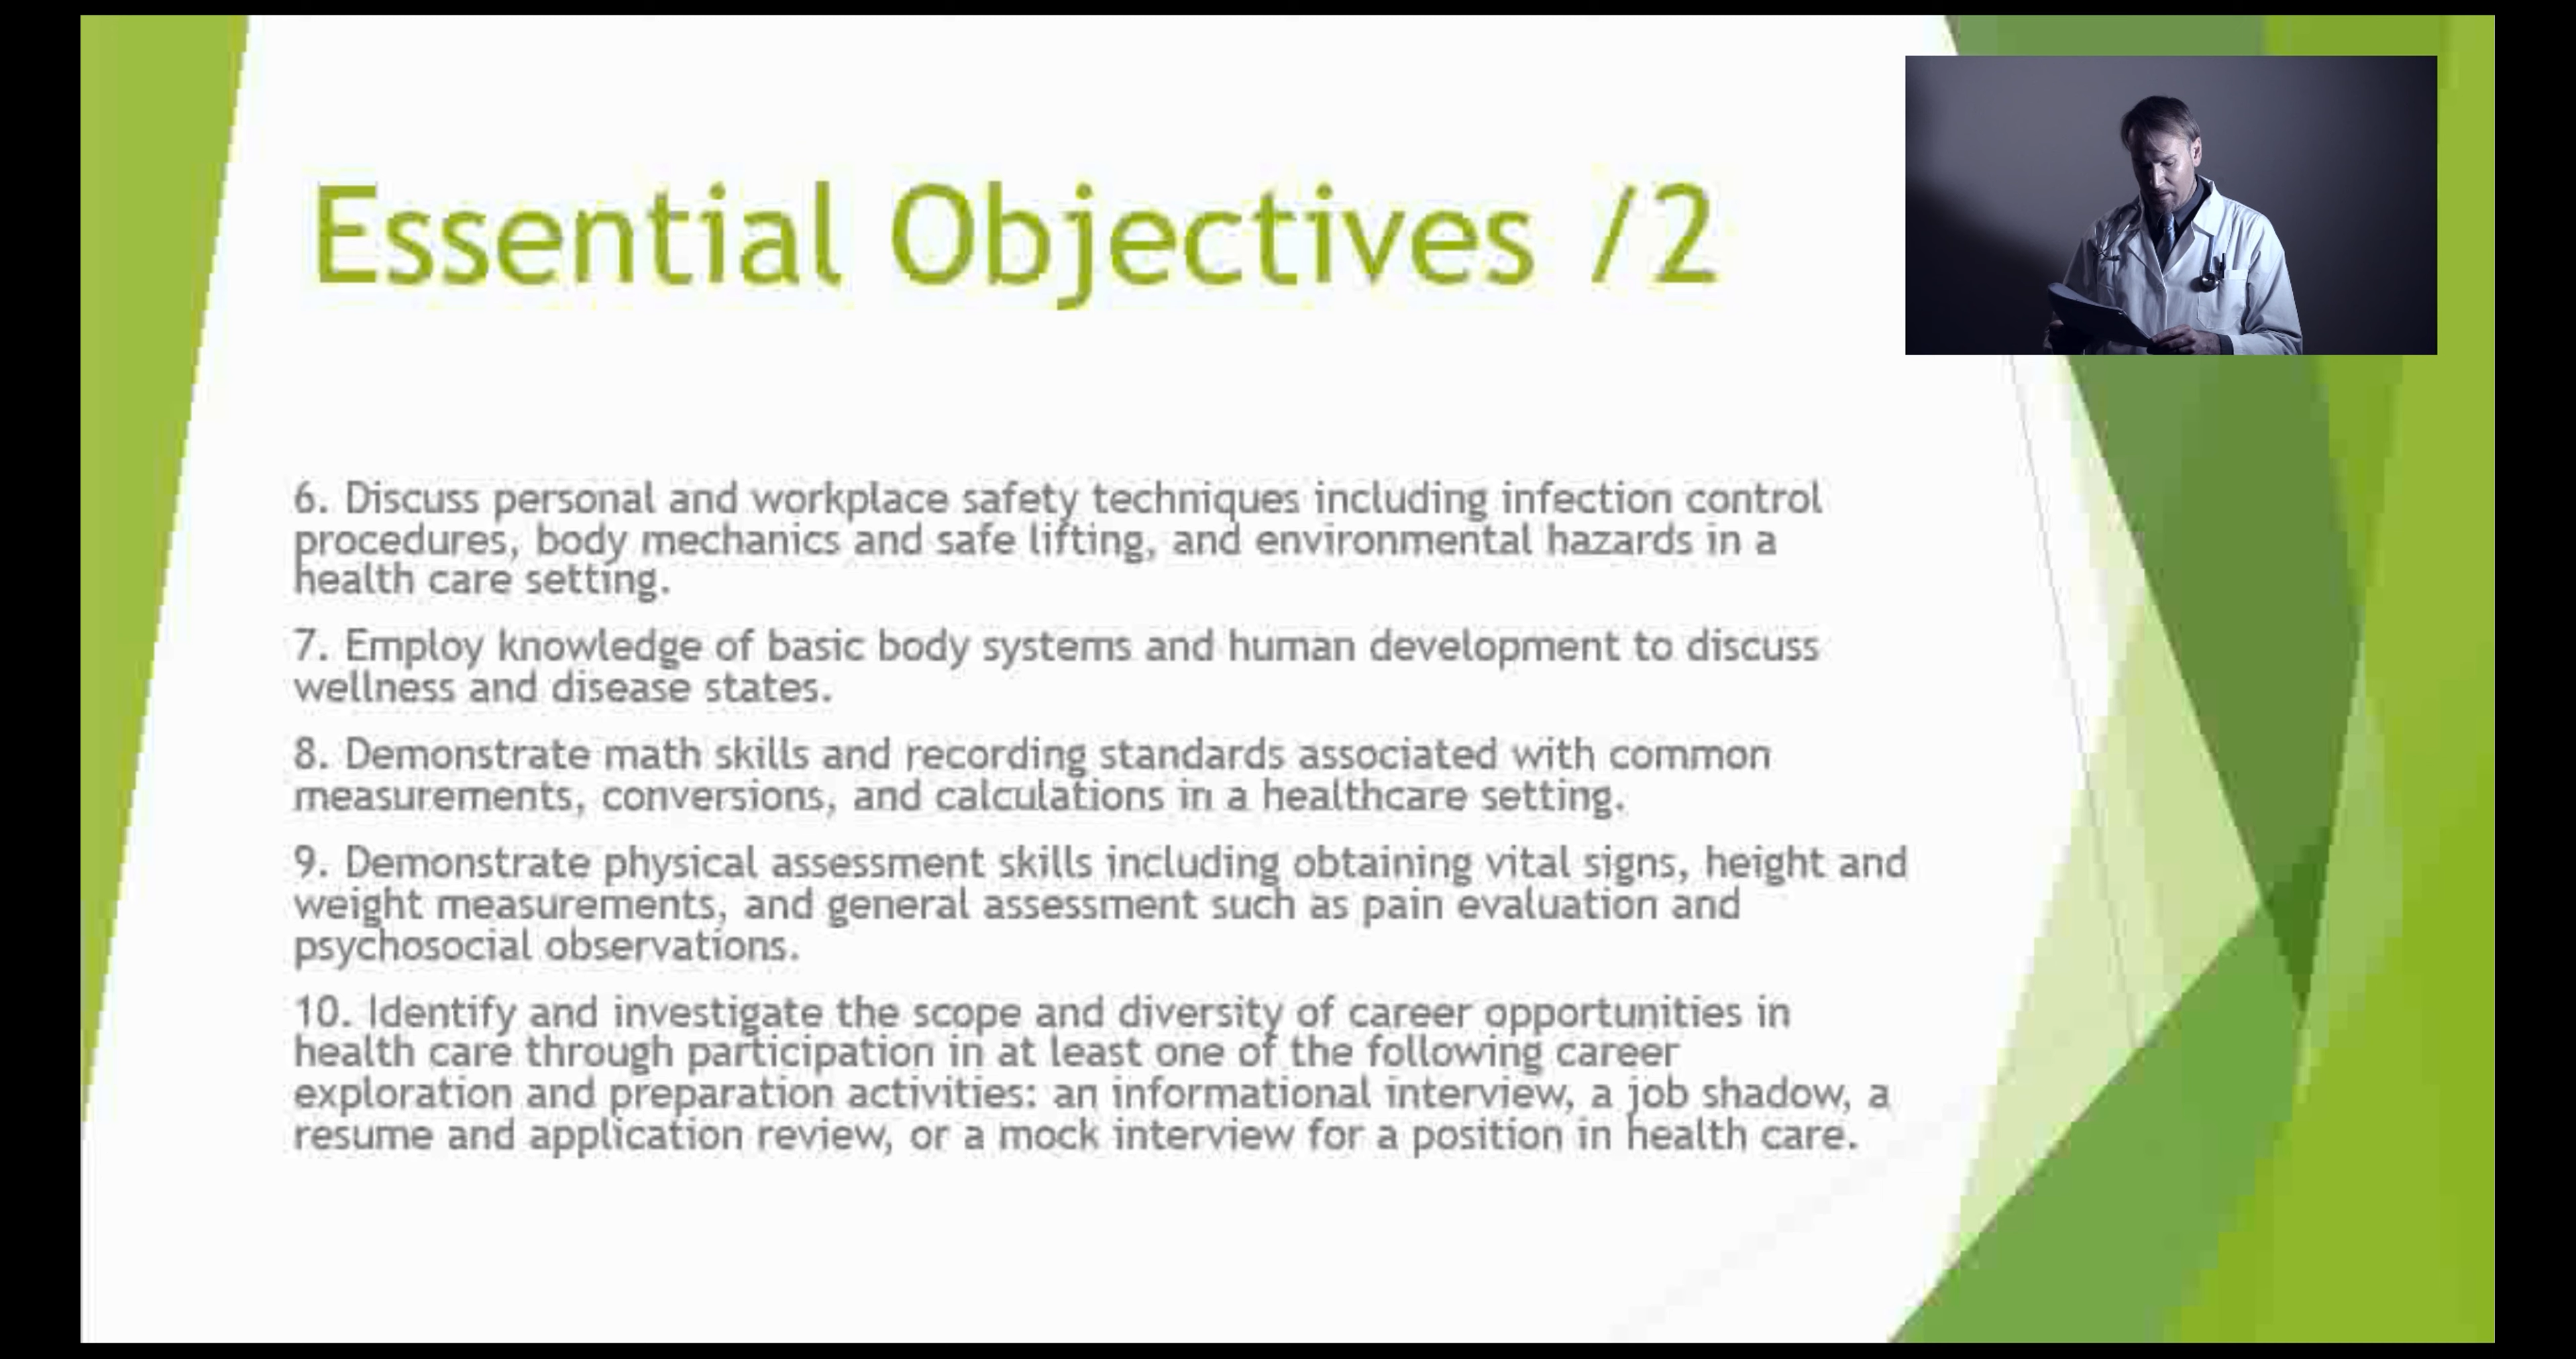 Essential Objectives /2
6. Discuss personal and workplace safety techniques including infection control
procedures, body mechanics and safe lifting, and environmental hazards in a
health care setting.
7. Employ knowledge of basic body systems and human development to discuss
wellness and disease states.
8. Demonstrate math skills and recording standards associated with common
measurements, conversions, and calculations in a healthcare setting.
9. Demonstrate physical assessment skills including obtaining vital signs, height and
weight measurements, and general assessment such as pain evaluation and
psychosocial observations.
10. Identify and investigate the scope and diversity of career opportunities in
health care through participation in at least one of the following career
exploration and preparation activities: an informational interview, a job shadow, a
resume and application review, or a mock interview for a position in health care.